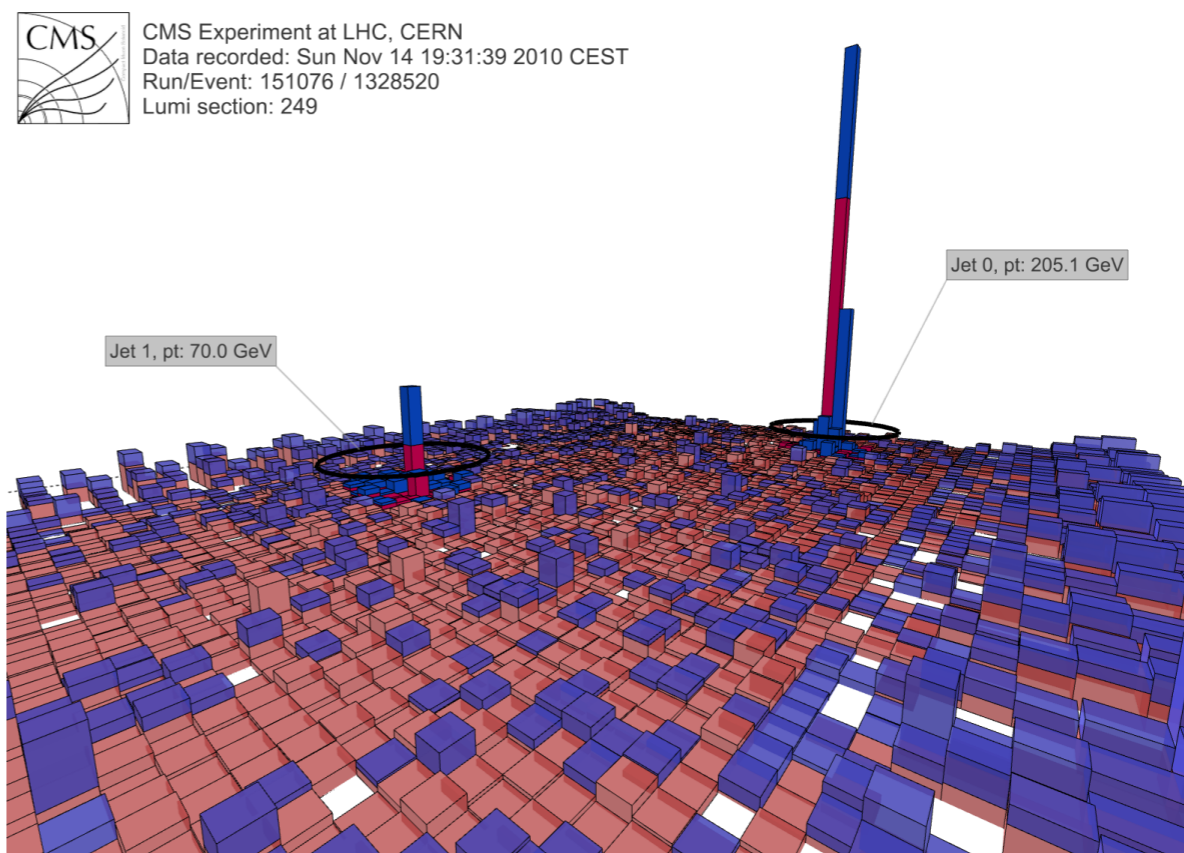 CMS
CMS Experiment at LHC, CERN
Data recorded: Sun Nov 14 19:31:39 2010 CEST
Run/Event: 151076 / 1328520
Lumi section: 249
Jet 0, pt: 205.1 GeV
Jet 1, pt: 70.0 GeV